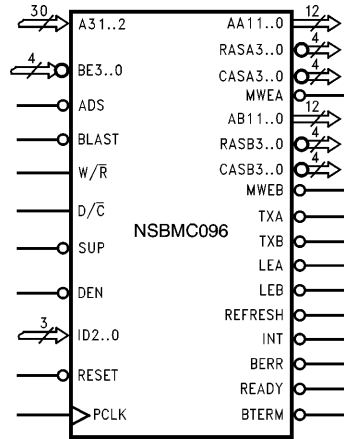 30
A31..2
AA11..0
12
RASA3..0
4
4
BE3..0
CASA3..0
4
MWEA
ADS
AB11..0
12
BLAST
RASB3..0
4
W/R̅
CASB3..0
4
MWEB
D/C̅
TXA
NSBMC096
SUP
TXB
LEA
DEN
LEB
REFRESH
3
ID2..0
INT
BERR
RESET
READY
PCLK
BTERM